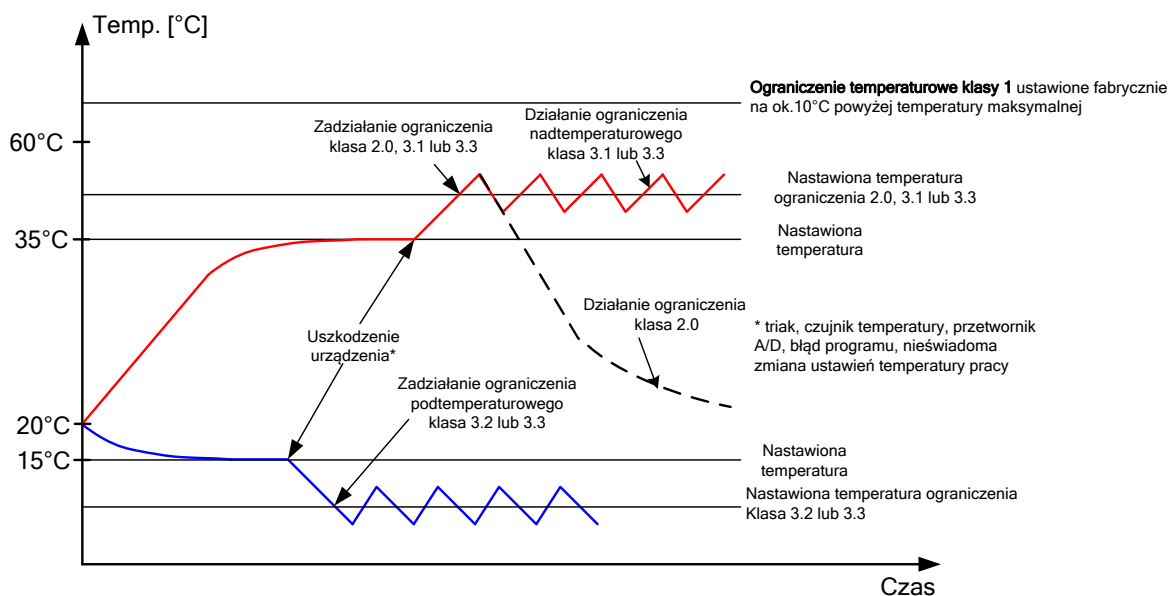 Temp. [°C]
Ograniczenie temperaturowe klasy 1 ustawione fabrycznie
na ok.10°C powyżej temperatury maksymalnej
60°C
Zadziałanie ograniczenia
klasa 2.0, 3.1 lub 3.3
Działanie ograniczenia
nadtemperaturowego
klasa 3.1 lub 3.3
Nastawiona temperatura
ograniczenia 2.0, 3.1 lub 3.3
35°C
Nastawiona
temperatura
Uszkodzenie
urządzenia*
Działanie ograniczenia
klasa 2.0
* triak, czujnik temperatury, przetwornik
A/D, błąd programu, nieświadoma
zmiana ustawień temperatury pracy
Zadziałanie ograniczenia
podtemperaturowego
klasa 3.2 lub 3.3
20°C
15°C
Nastawiona
temperatura
Nastawiona temperatura ograniczenia
Klasa 3.2 lub 3.3
Czas